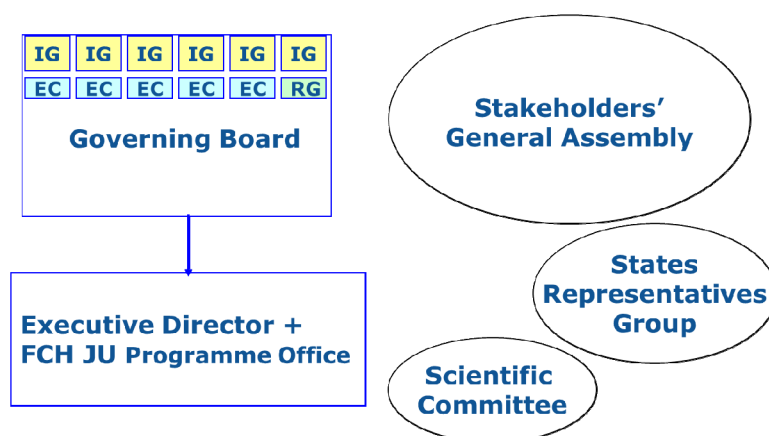 IG IG IG IG IG IG
EC EC EC EC EC RG
Governing Board
Executive Director +
FCH JU Programme Office
Stakeholders’
General Assembly
States
Representatives
Group
Scientific
Committee